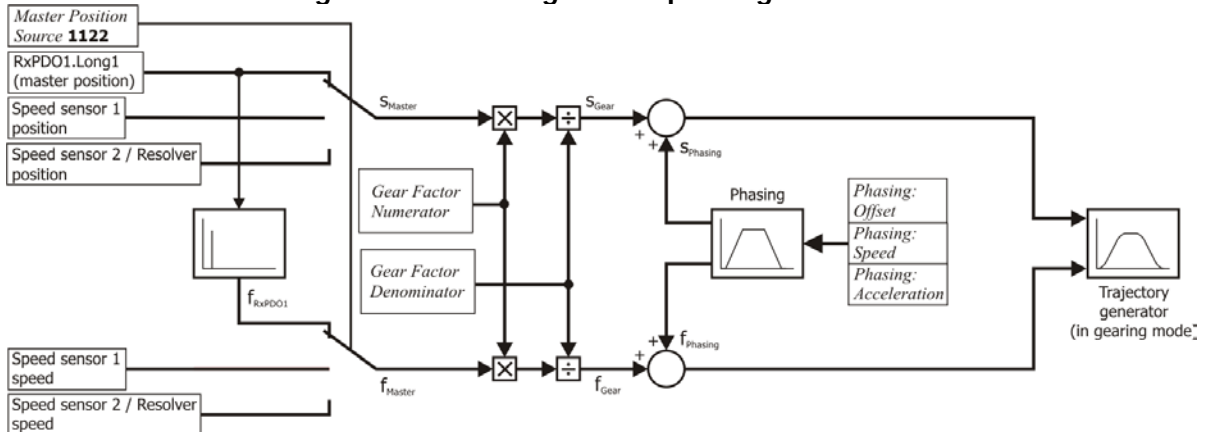 Master Position
Source 1122
RxPDO1.Long1
(master position)
Speed sensor 1
position
Speed sensor 2 / Resolver
position
sMaster
sGear
sPhasing
Gear Factor
Numerator
Gear Factor
Denominator
Phasing
Phasing:
Offset
Phasing:
Speed
Phasing:
Acceleration
Trajectory
generator
(in gearing mode)
fRxPDO1
Speed sensor 1
speed
Speed sensor 2 / Resolver
speed
fMaster
fGear
fPhasing
× ÷
+ +
+ +
× ÷